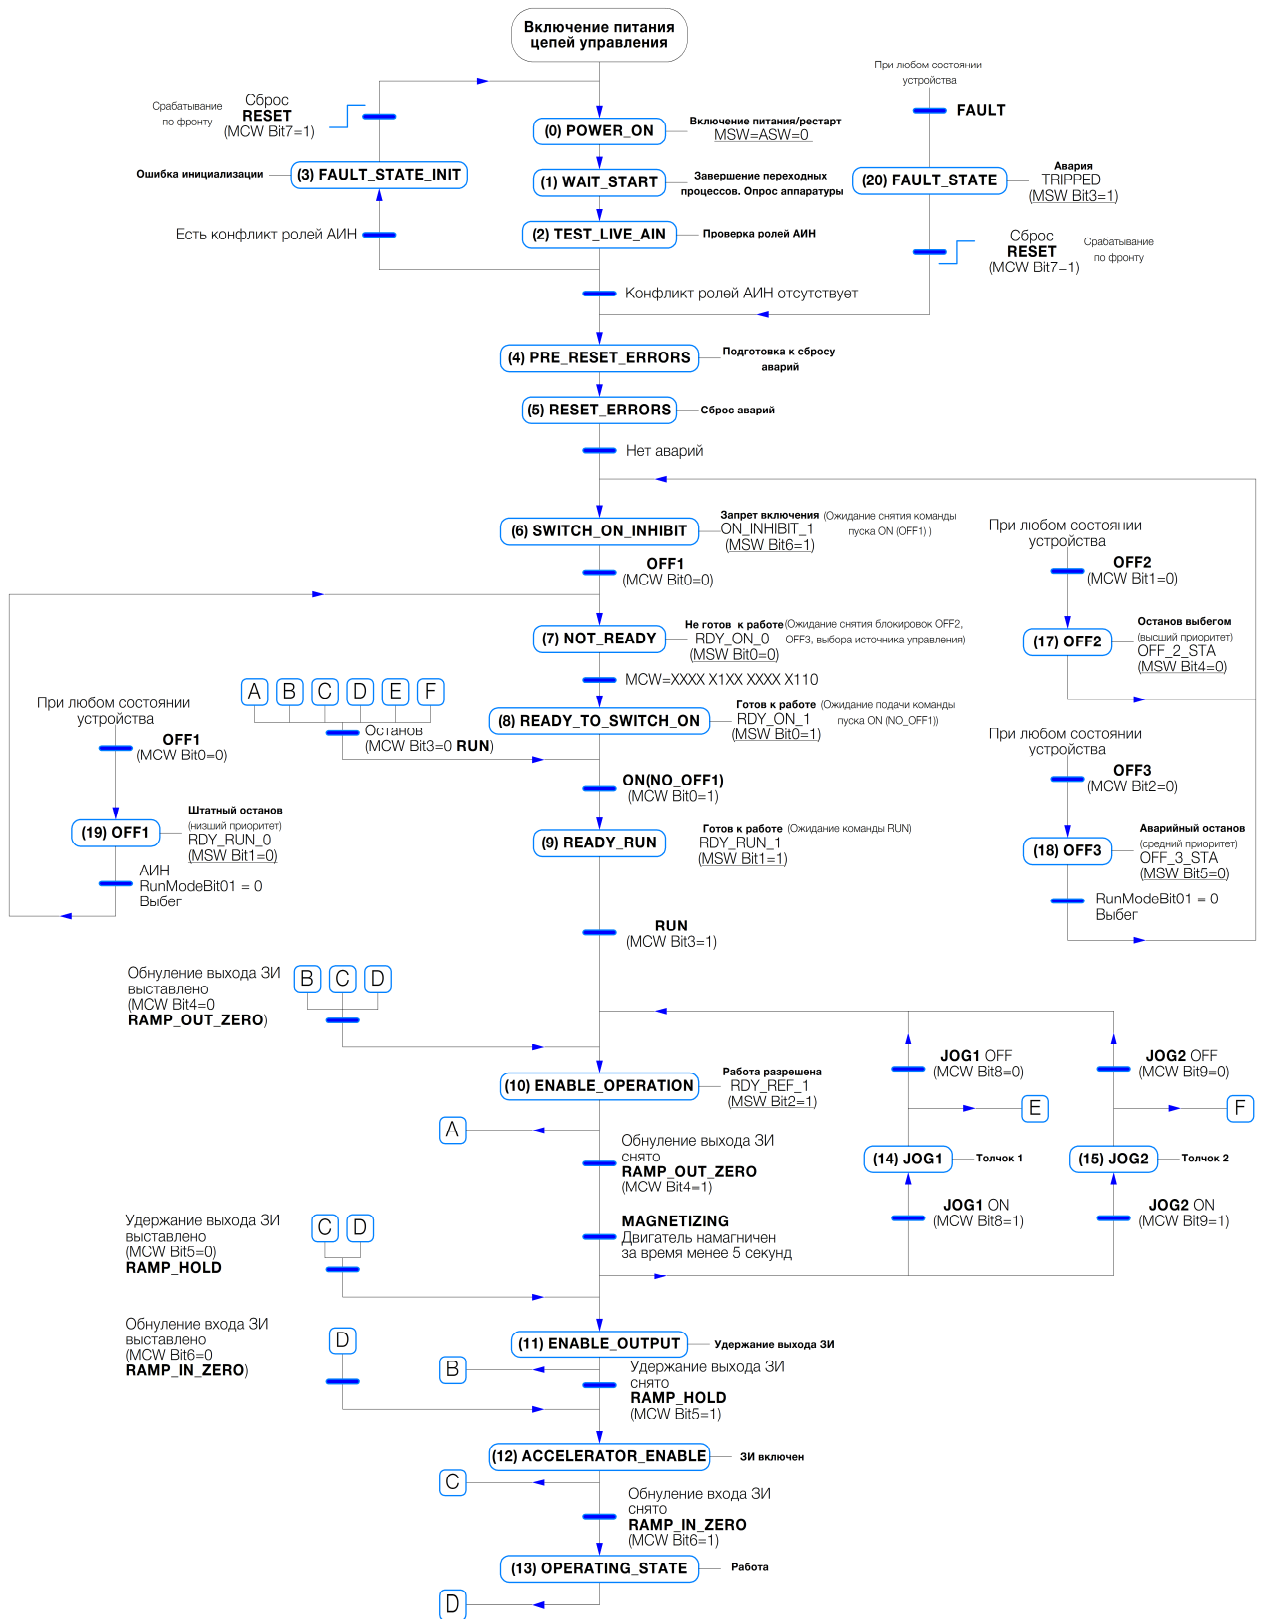 Включение питания
цепей управления
При любом состоянии
устройства
FAULT
Срабатывание
по фронту
Сброс
RESET
(MCW Bit7=1)
(0) POWER_ON
Включение питания/рестарт
MSW=ASW=0
Ошибка инициализации
(3) FAULT_STATE_INIT
(1) WAIT_START
Завершение переходных
процессов. Опрос аппаратуры
(20) FAULT_STATE
Авария
TRIPPED
(MSW Bit3=1)
Есть конфликт ролей АИН
(2) TEST_LIVE_AIN
Проверка ролей АИН
Сброс
RESET
(MCW Bit7–1)
Срабатывание
по фронту
Конфликт ролей АИН отсутствует
(4) PRE_RESET_ERRORS
Подготовка к сбросу
аварий
(5) RESET_ERRORS
Сброс аварий
Нет аварий
(6) SWITCH_ON_INHIBIT
Запрет включения (Ожидание снятия команды
пуска ON (OFF1) )
ON_INHIBIT_1
(MSW Bit6=1)
При любом состоянии
устройства
OFF1
(MCW Bit0=0)
OFF2
(MCW Bit1=0)
(7) NOT_READY
Не готов к работе (Ожидание снятия блокировок OFF2,
OFF3, выбора источника управления)
RDY_ON_0
(MSW Bit0=0)
(17) OFF2
Останов выбегом
(высший приоритет)
OFF_2_STA
(MSW Bit4=0)
MCW=XXXX X1XX XXXX X110
A B C D E F
При любом состоянии
устройства
(8) READY_TO_SWITCH_ON
Готов к работе (Ожидание подачи команды
пуска ON (NO_OFF1))
RDY_ON_1
(MSW Bit0=1)
Останов
(MCW Bit3=0 RUN)
OFF1
(MCW Bit0=0)
При любом состоянии
устройства
ON(NO_OFF1)
(MCW Bit0=1)
OFF3
(MCW Bit2=0)
(19) OFF1
Штатный останов
(низший приоритет)
RDY_RUN_0
(MSW Bit1=0)
(9) READY_RUN
Готов к работе (Ожидание команды RUN)
RDY_RUN_1
(MSW Bit1=1)
(18) OFF3
Аварийный останов
(средний приоритет)
OFF_3_STA
(MSW Bit5=0)
АИН
RunModeBit01 = 0
Выбег
RunModeBit01 = 0
Выбег
RUN
(MCW Bit3=1)
Обнуление выхода ЗИ
выставлено
(MCW Bit4=0
RAMP_OUT_ZERO)
B C D
JOG1 OFF
(MCW Bit8=0)
JOG2 OFF
(MCW Bit9=0)
(10) ENABLE_OPERATION
Работа разрешена
RDY_REF_1
(MSW Bit2=1)
E
F
A
Обнуление выхода ЗИ
снято
RAMP_OUT_ZERO
(MCW Bit4=1)
(14) JOG1
Толчок 1
(15) JOG2
Толчок 2
JOG1 ON
(MCW Bit8=1)
JOG2 ON
(MCW Bit9=1)
Удержание выхода ЗИ
выставлено
(MCW Bit5=0)
RAMP_HOLD
C D
MAGNETIZING
Двигатель намагничен
за время менее 5 секунд
Обнуление входа ЗИ
выставлено
(MCW Bit6=0
RAMP_IN_ZERO)
D
(11) ENABLE_OUTPUT
Удержание выхода ЗИ
B
Удержание выхода ЗИ
снято
RAMP_HOLD
(MCW Bit5=1)
(12) ACCELERATOR_ENABLE
ЗИ включен
C
Обнуление входа ЗИ
снято
RAMP_IN_ZERO
(MCW Bit6=1)
(13) OPERATING_STATE
Работа
D